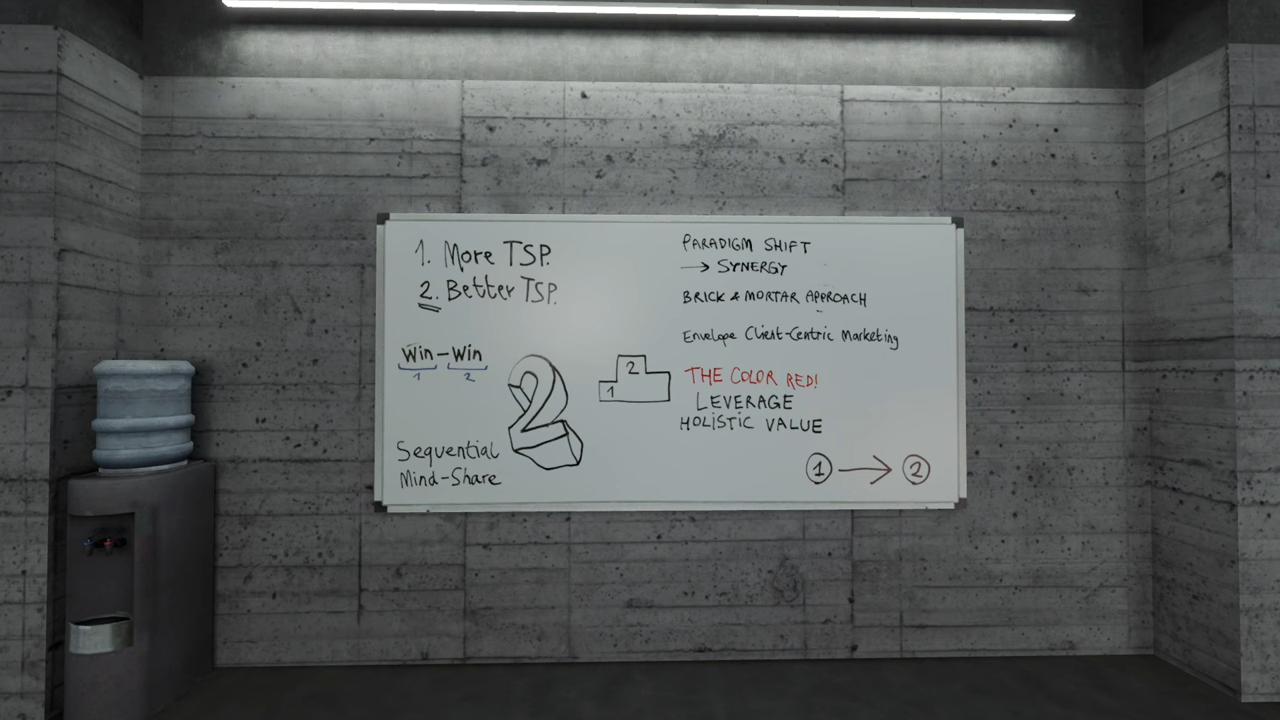 1. More TSP.
2. Better TSP.
Win-Win
1 2
2
Sequential
Mind-Share
2
1
PARADIGM SHIFT
→ SYNERGY
BRICK & MORTAR APPROACH
Envelope Client-Centric Marketing
THE COLOR RED!
LEVERAGE
HOLISTIC VALUE
1 → 2